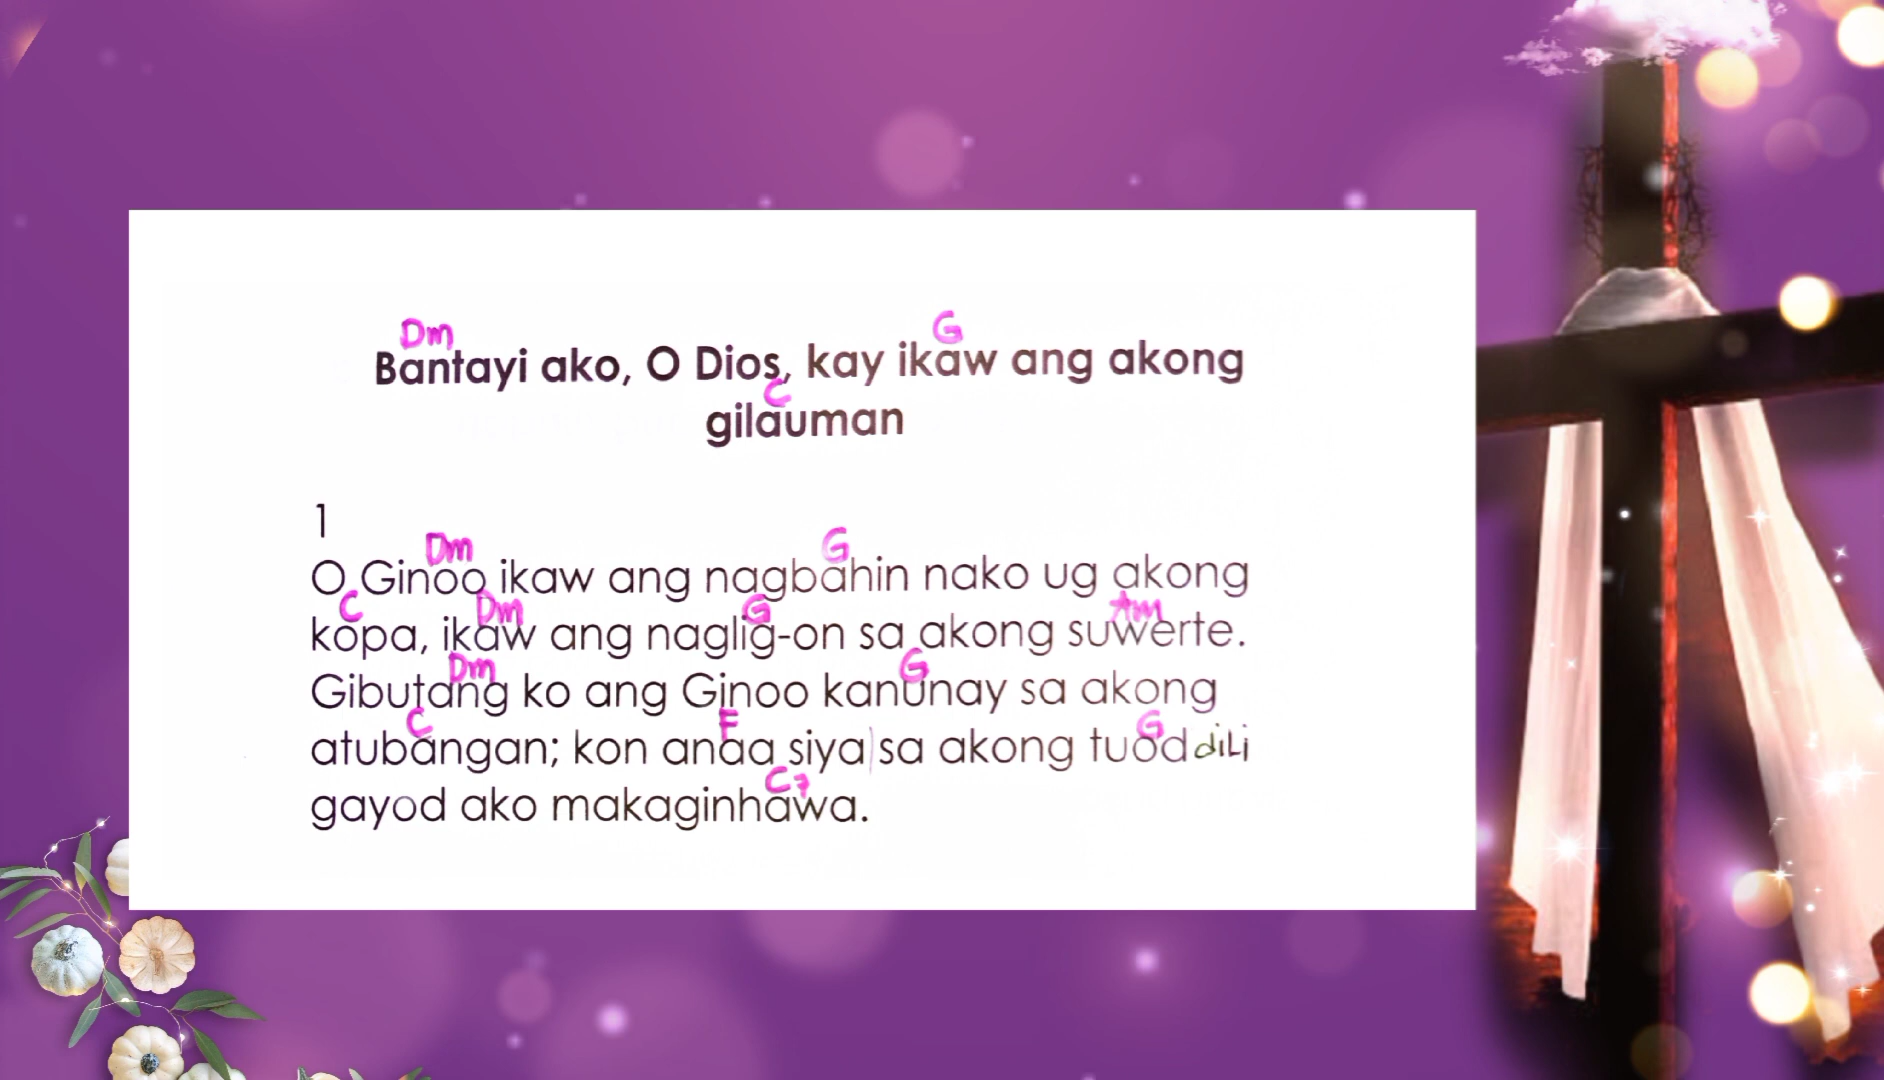 Dm G
Bantayi ako, O Dios, kay ikaw ang akong
C
gilauman
1
Dm G
O Ginoo ikaw ang nagbahin nako ug akong
C Dm G Am
kopa, ikaw ang naglig-on sa akong suwerte.
Dm G
Gibutang ko ang Ginoo kanunay sa akong
C F G
atubangan; kon anaa siya sa akong tuod diLi
C7
gayod ako makaginhawa.